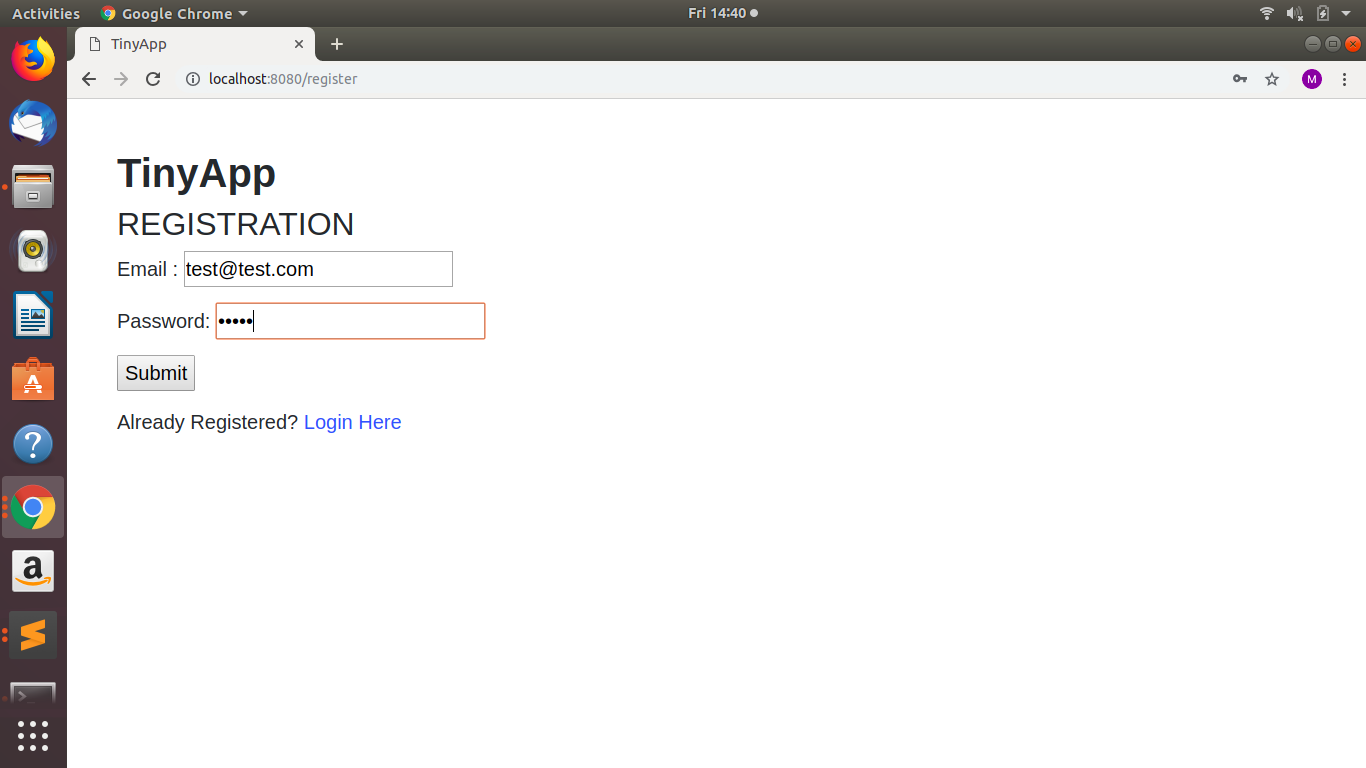 Activities Google Chrome Fri 14:40
TinyApp
localhost:8080/register M
TinyApp
REGISTRATION
Email : test@test.com
Password: •••••
Submit
Already Registered? Login Here